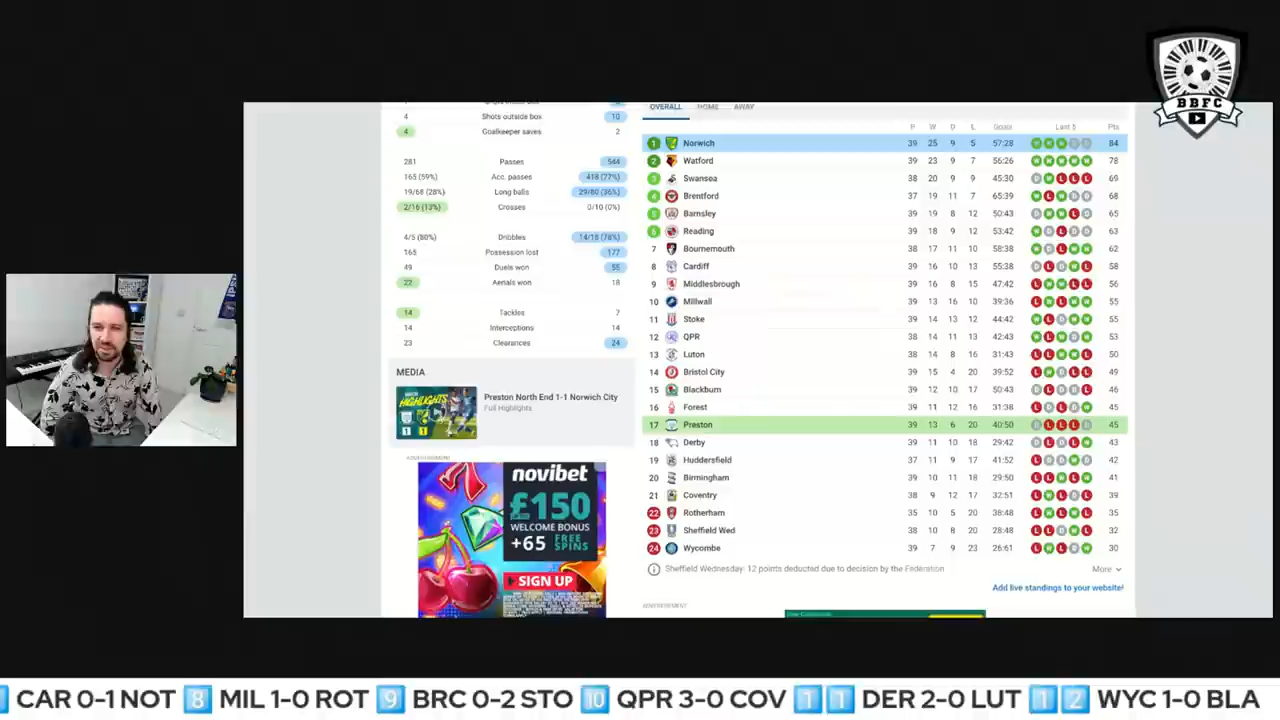 BBFC
OVERALL HOME AWAY
4 Shots outside box 10
4 Goalkeeper saves 2
281 Passes 544
165 (59%) Acc. passes 418 (77%)
19/68 (28%) Long balls 29/80 (36%)
2/16 (13%) Crosses 0/10 (0%)
4/5 (80%) Dribbles 14/18 (78%)
165 Possession lost 177
49 Duels won 55
22 Aerials won 18
14 Tackles 7
14 Interceptions 14
23 Clearances 24
MEDIA
HIGHLIGHTS
1 1
Preston North End 1-1 Norwich City
Full Highlights
ADVERTISEMENT
novibet
£150
WELCOME BONUS
+65 FREE SPINS
SIGN UP
P W D L Goals Last 5 Pts
1 Norwich 39 25 9 5 57:28 W W W D D 84
2 Watford 39 23 9 7 56:26 W W W W W 78
3 Swansea 38 20 9 9 45:30 D W L L L 69
4 Brentford 37 19 11 7 65:39 W L W D D 68
5 Barnsley 39 19 8 12 50:43 D W W L D 65
6 Reading 39 18 9 12 53:42 W D L D D 63
7 Bournemouth 38 17 11 10 58:38 W D L W W 62
8 Cardiff 39 16 10 13 55:38 D L D W L 58
9 Middlesbrough 39 16 8 15 47:42 L W W L L 56
10 Millwall 39 13 16 10 39:36 L W L W W 55
11 Stoke 39 14 13 12 44:42 W L D W W 55
12 QPR 38 14 11 13 42:43 W L W D W 53
13 Luton 38 14 8 16 31:43 L L W W L 50
14 Bristol City 39 15 4 20 39:52 L W D L L 49
15 Blackburn 39 12 10 17 50:43 D L D L L 46
16 Forest 39 11 12 16 31:38 L D L D W 45
17 Preston 39 13 6 20 40:50 D L L L D 45
18 Derby 39 11 10 18 29:42 D L D L W 43
19 Huddersfield 37 11 9 17 41:52 L D D W D 42
20 Birmingham 39 10 11 18 29:50 L L W L W 41
21 Coventry 38 9 12 17 32:51 L W L D L 39
22 Rotherham 35 10 5 20 38:48 L W L W L 35
23 Sheffield Wed 38 10 8 20 28:48 L L D W L 32
24 Wycombe 39 7 9 23 26:61 L W L D W 30
Sheffield Wednesday: 12 points deducted due to decision by the Federation
More
Add live standings to your website!
ADVERTISEMENT
CAR 0-1 NOT 8 MIL 1-0 ROT 9 BRC 0-2 STO 10 QPR 3-0 COV 1 1 DER 2-0 LUT 1 2 WYC 1-0 BLA